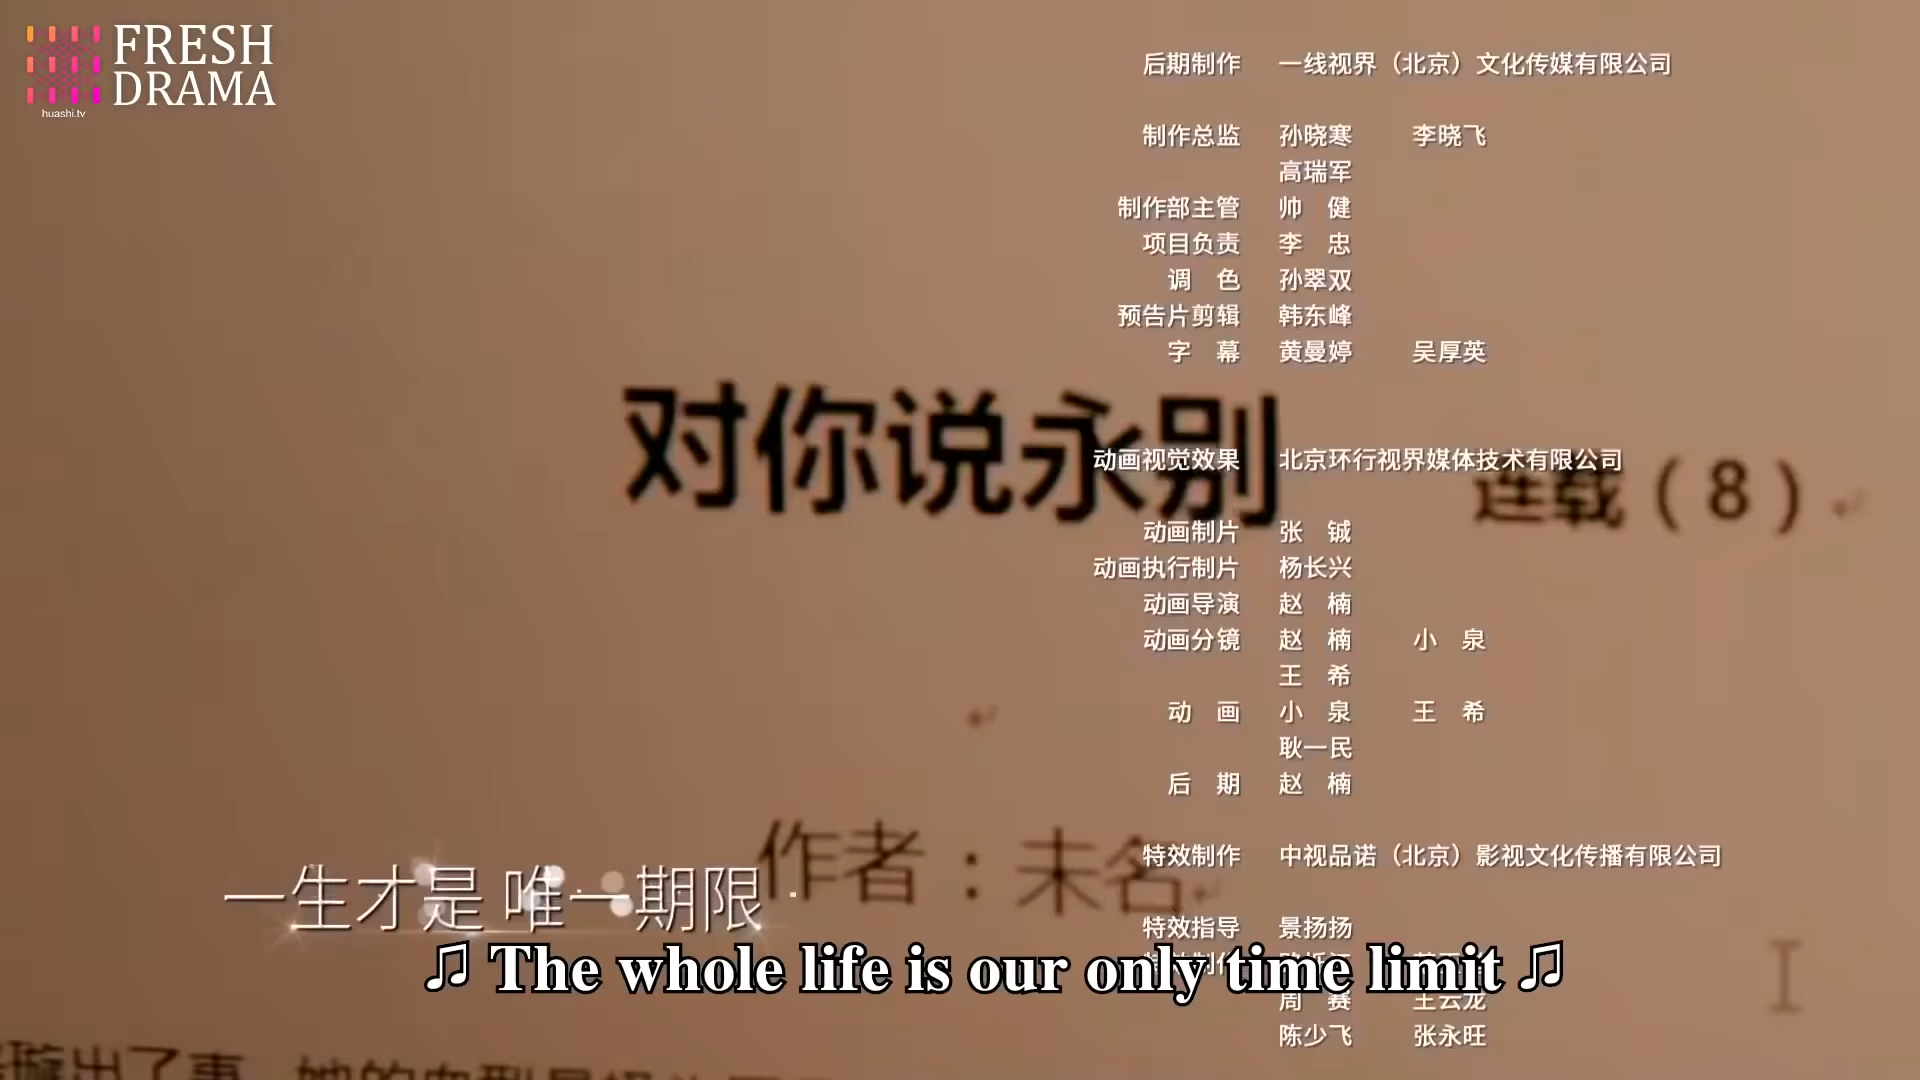 FRESH
DRAMA
huashi.tv
后期制作 一线视界（北京）文化传媒有限公司
制作总监 孙晓寒 李晓飞
高瑞军
制作部主管 帅 健
项目负责 李 忠
调 色 孙翠双
预告片剪辑 韩东峰
字 幕 黄曼婷 吴厚英
对你说永别
连载（8）
动画视觉效果 北京环行视界媒体技术有限公司
动画制片 张 铖
动画执行制片 杨长兴
动画导演 赵 楠
动画分镜 赵 楠 小 泉
王 希
动 画 小 泉 王 希
耿一民
后 期 赵 楠
作者：未名
特效制作 中视品诺（北京）影视文化传播有限公司
一生才是 唯一期限
特效指导 景扬扬
♫ The whole life is our only time limit ♫
周 赛 王云龙
陈少飞 张永旺
璇出了事